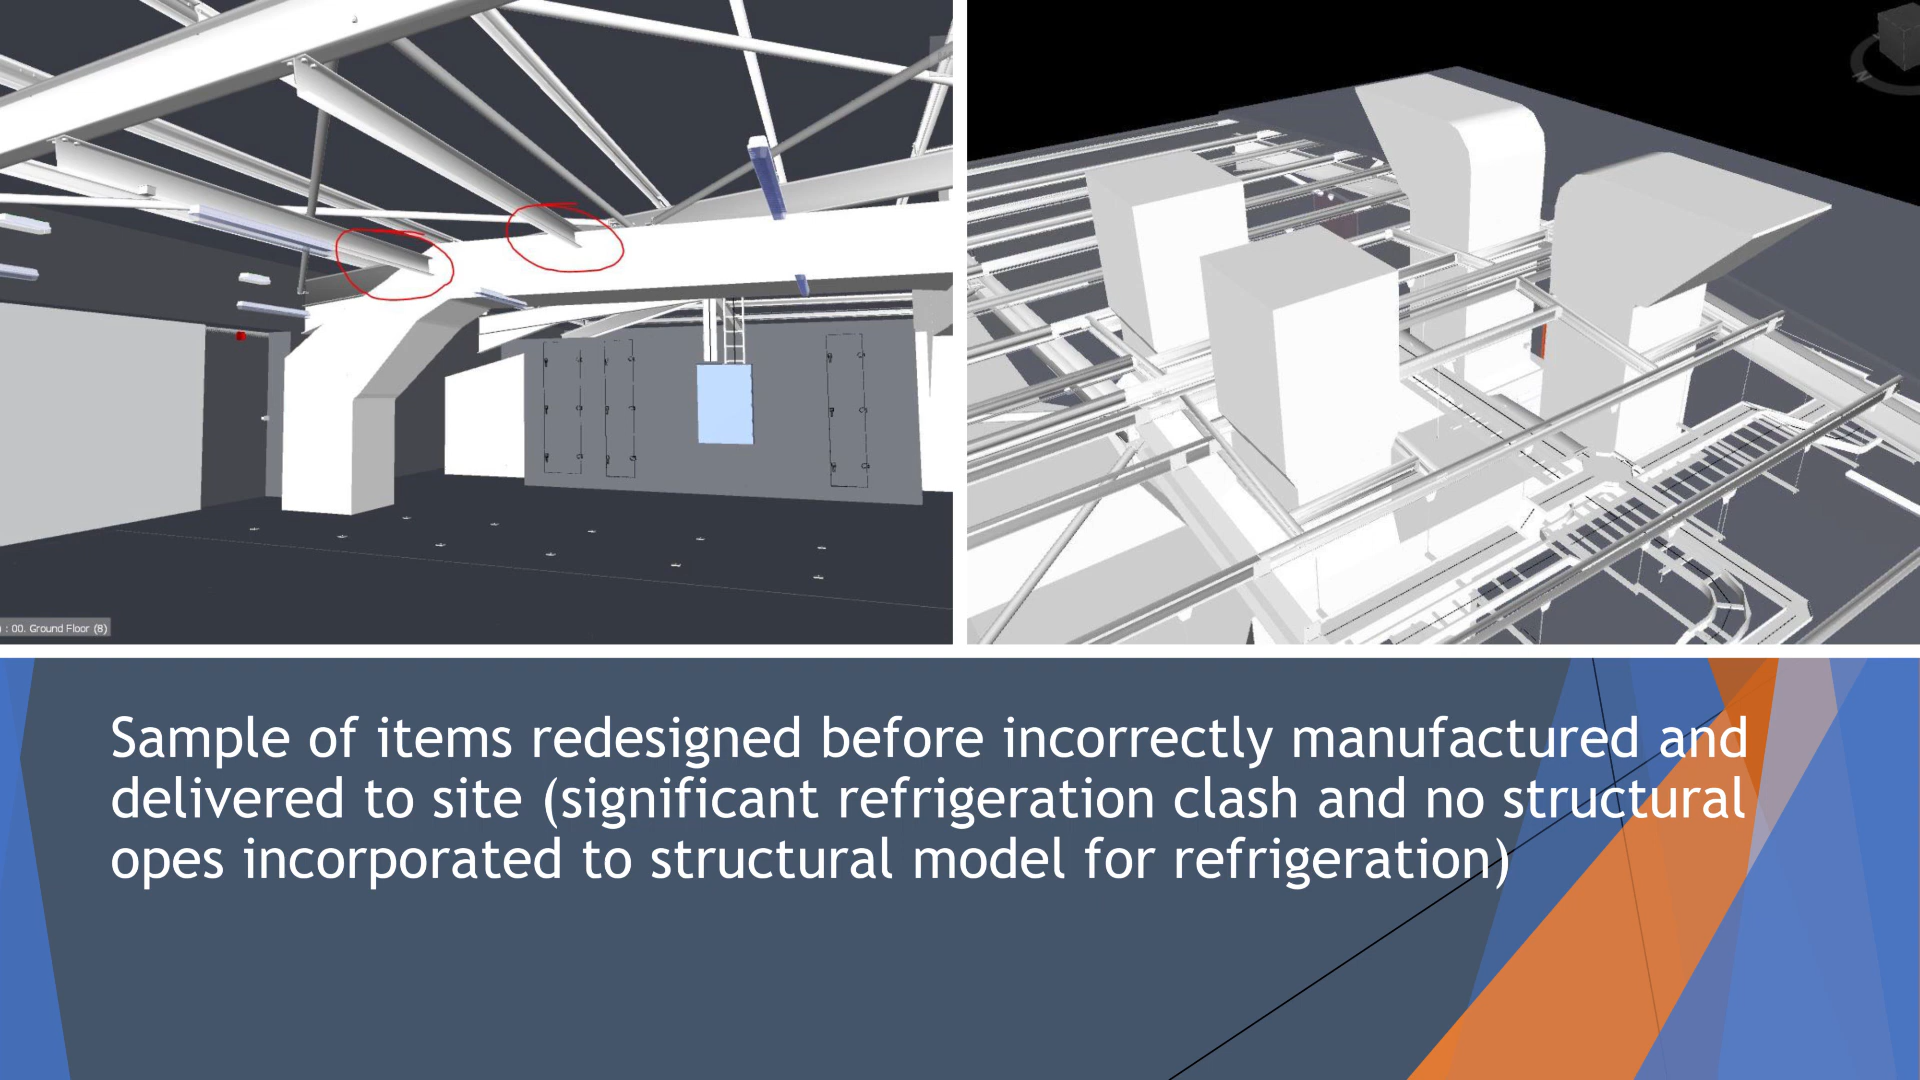 : 00. Ground Floor (8)
Sample of items redesigned before incorrectly manufactured and
delivered to site (significant refrigeration clash and no structural
opes incorporated to structural model for refrigeration)